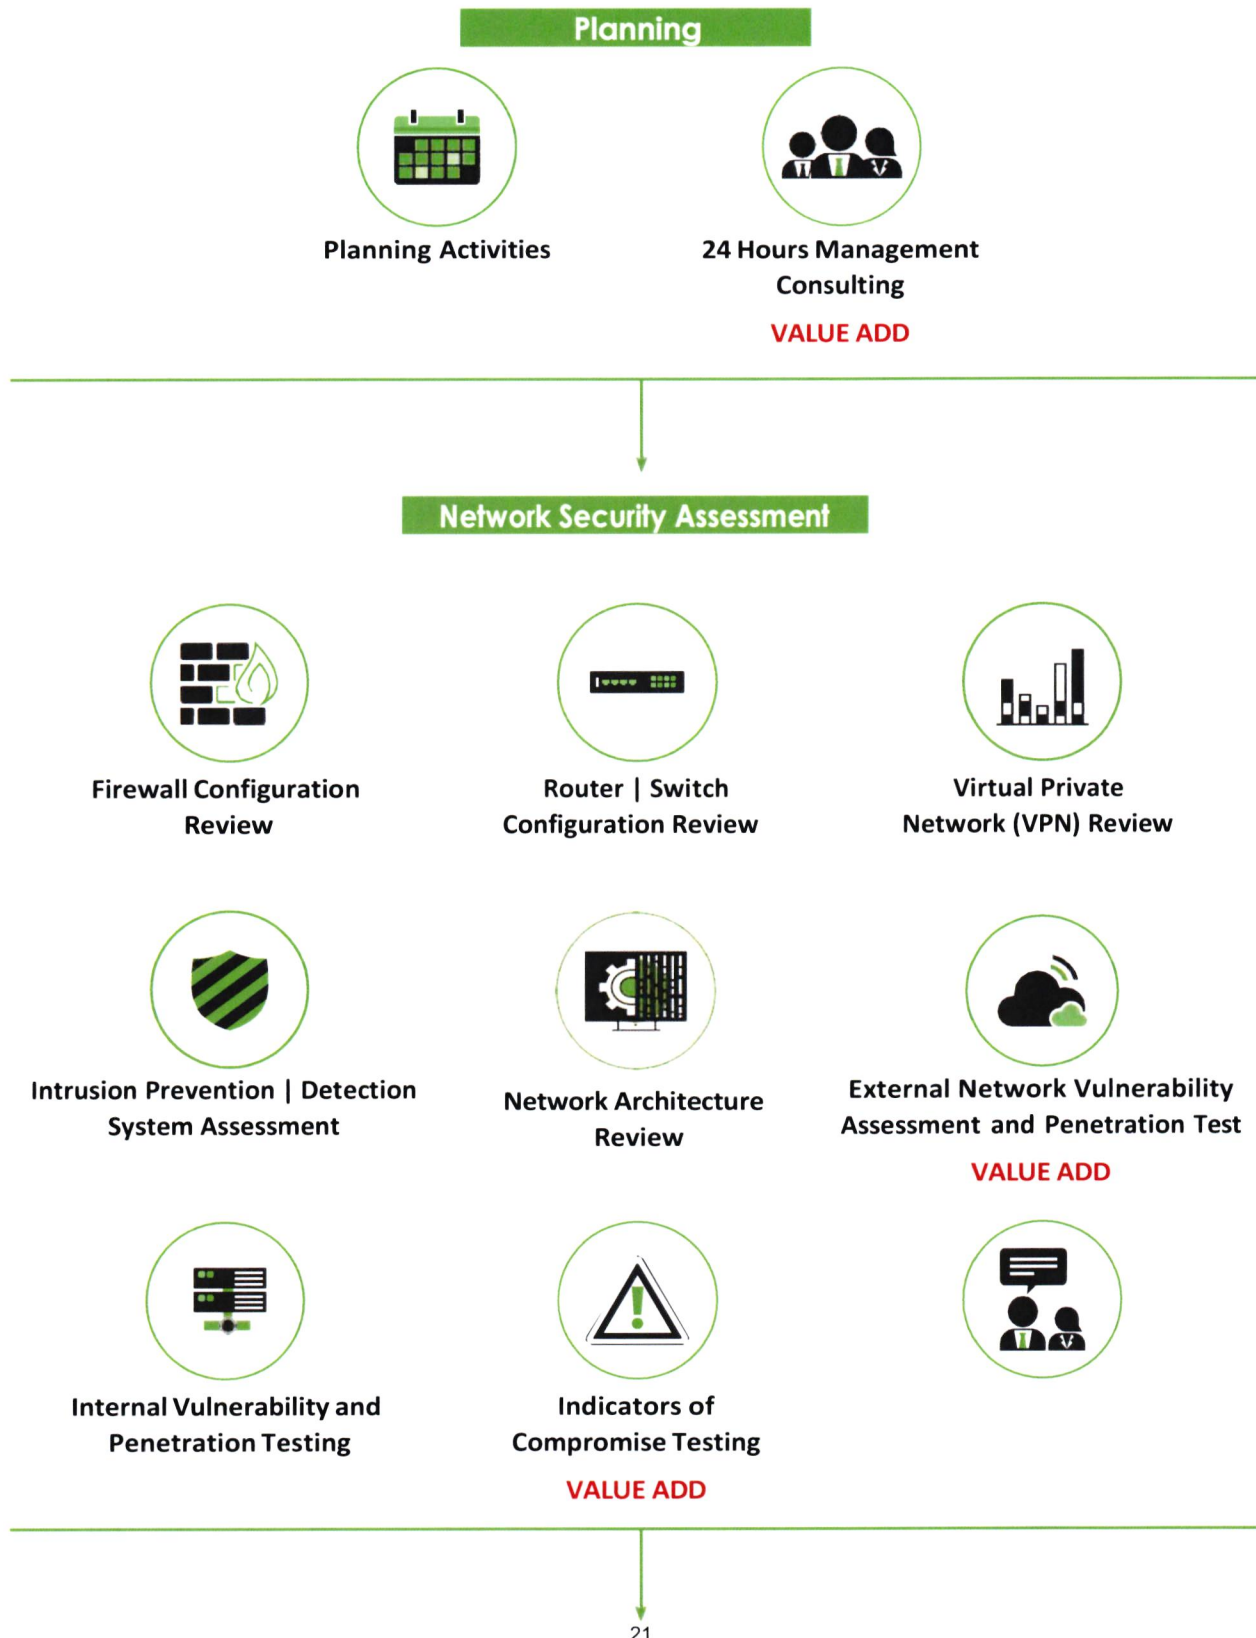 Planning
Planning Activities
24 Hours Management
Consulting
VALUE ADD
Network Security Assessment
Firewall Configuration
Review
Router | Switch
Configuration Review
Virtual Private
Network (VPN) Review
Intrusion Prevention | Detection
System Assessment
Network Architecture
Review
External Network Vulnerability
Assessment and Penetration Test
VALUE ADD
Internal Vulnerability and
Penetration Testing
Indicators of
Compromise Testing
VALUE ADD
21